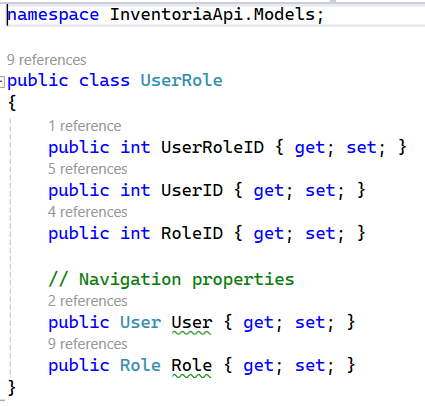 namespace InventoriaApi.Models;
9 references
public class UserRole
{
1 reference
public int UserRoleID { get; set; }
5 references
public int UserID { get; set; }
4 references
public int RoleID { get; set; }
// Navigation properties
2 references
public User User { get; set; }
9 references
public Role Role { get; set; }
}